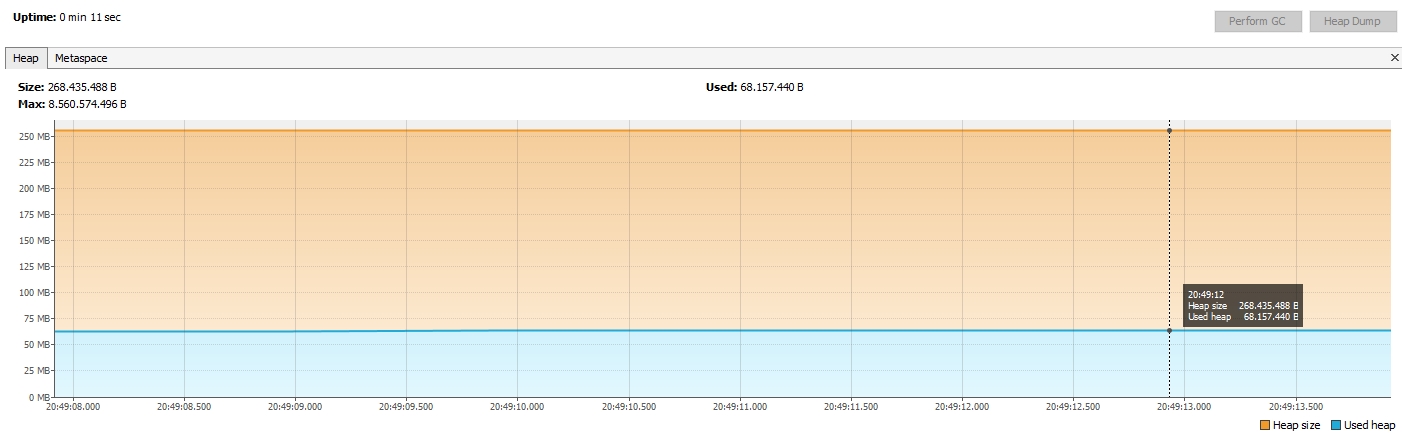 Uptime: 0 min 11 sec
Perform GC Heap Dump
Heap Metaspace
Size: 268.435.488 B Used: 68.157.440 B
Max: 8.560.574.496 B
250 MB
225 MB
200 MB
175 MB
150 MB
125 MB
100 MB
75 MB
50 MB
25 MB
0 MB
20:49:12
Heap size 268.435.488 B
Used heap 68.157.440 B
20:49:08.000 20:49:08.500 20:49:09.000 20:49:09.500 20:49:10.000 20:49:10.500 20:49:11.000 20:49:11.500 20:49:12.000 20:49:12.500 20:49:13.000 20:49:13.500
Heap size Used heap